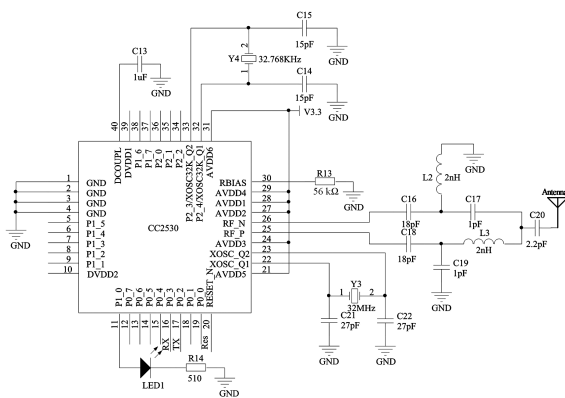 C15
15pF
GND
2
Y4 32.768KHz
1
C14
15pF
GND
V3.3
C13
1uF
GND
40 39 38 37 36 35 34 33 32 31
DCOUPL
DVDD1
P1_6
P1_7
P2_0
P2_1
P2_2
P2_3/XOSC32K_Q2
P2_4/XOSC32K_Q1
AVDD6
1 GND
2 GND
3 GND
4 GND
5 P1_5
6 P1_4
7 P1_3
8 P1_2
9 P1_1
10 DVDD2
GND
CC2530
RBIAS 30
AVDD4 29
AVDD1 28
AVDD2 27
RF_N 26
RF_P 25
AVDD3 24
XOSC_Q2 23
XOSC_Q1 22
AVDD5 21
P1_0
P0_7
P0_6
P0_5
P0_4
P0_3
P0_2
P0_1
P0_0
RESET_N
11 12 13 14 15 16 17 18 19 20
RX
TX
Res
LED1
R14
510
GND
R13
56 kΩ
GND
L2 2nH
GND
C16
18pF
C17
1pF
C18
18pF
L3
2nH
C19
1pF
GND
C20
2.2pF
Antenna
Y3
1 2
32MHz
C21
27pF
GND
C22
27pF
GND